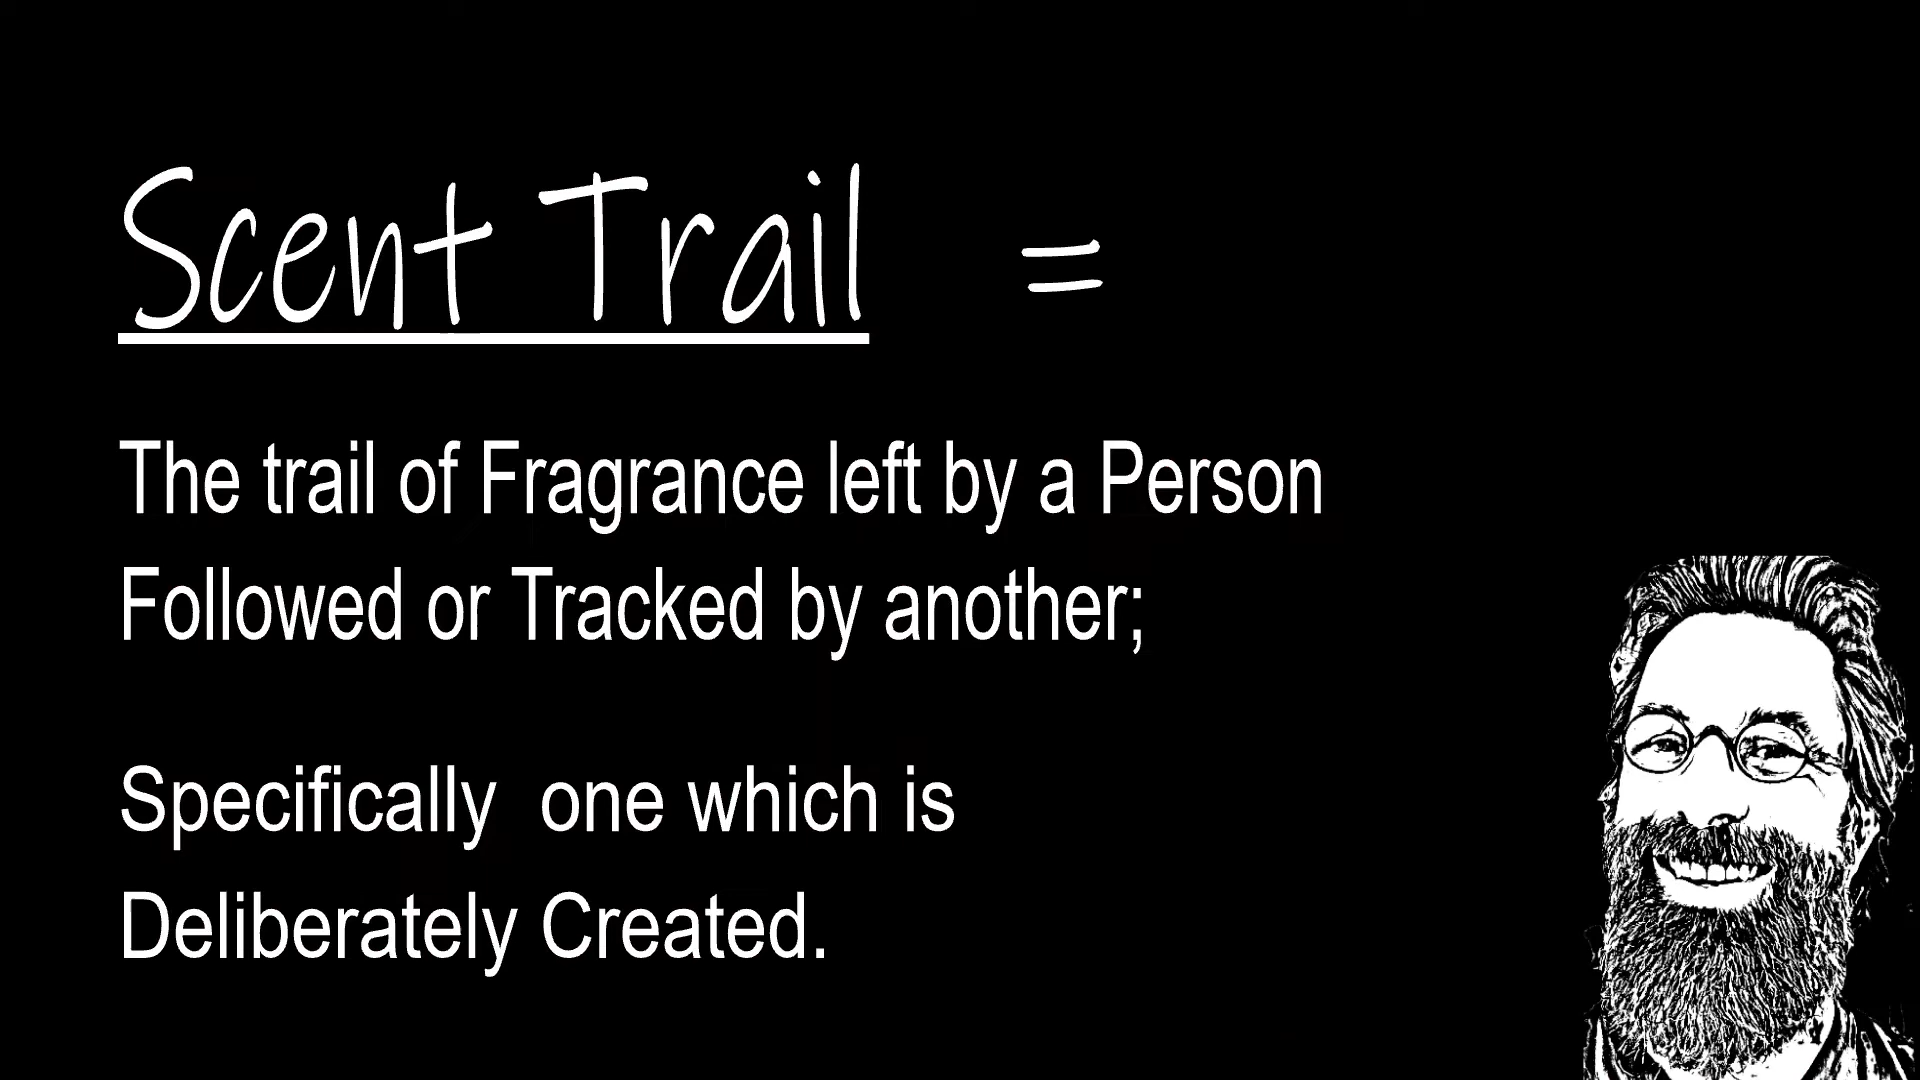 Scent Trail =
The trail of Fragrance left by a Person
Followed or Tracked by another;
Specifically one which is
Deliberately Created.